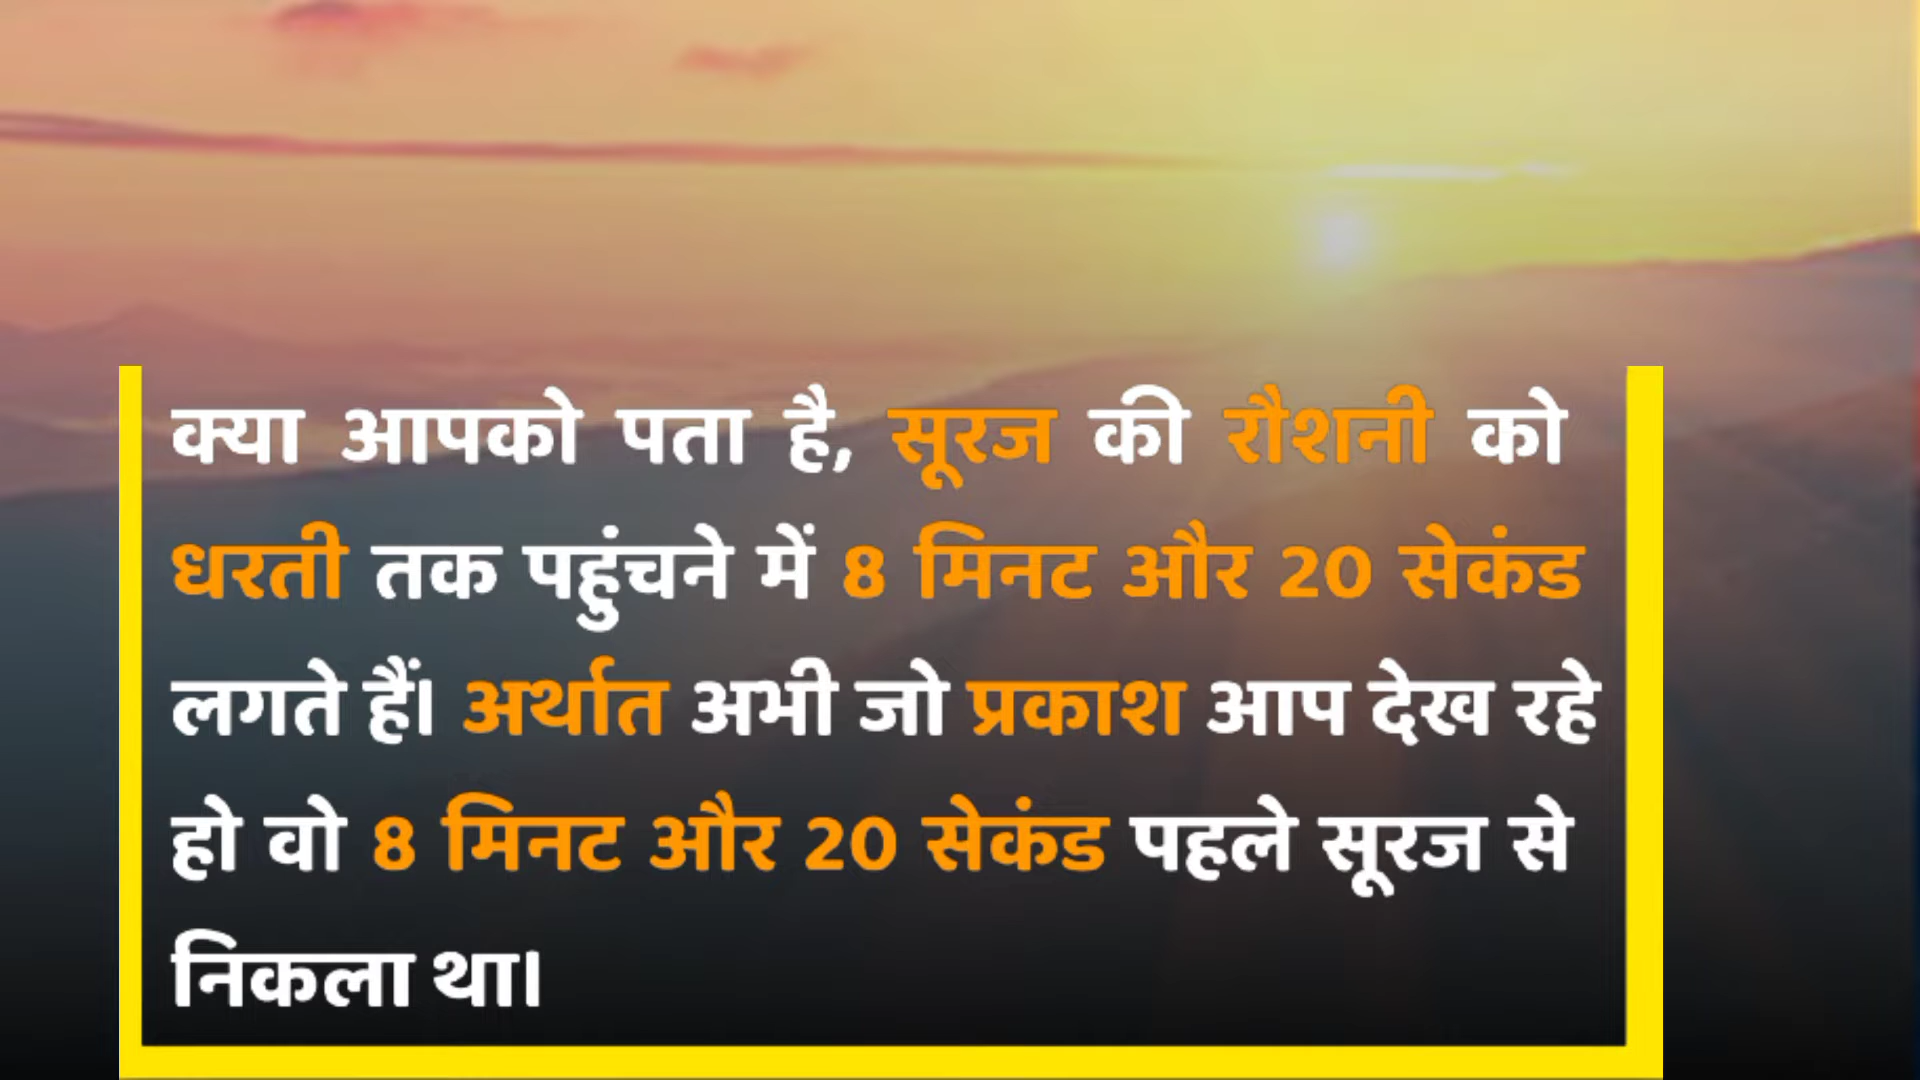 क्या आपको पता है, सूरज की रौशनी को
धरती तक पहुंचने में 8 मिनट और 20 सेकंड
लगते हैं। अर्थात अभी जो प्रकाश आप देख रहे
हो वो 8 मिनट और 20 सेकंड पहले सूरज से
निकला था।